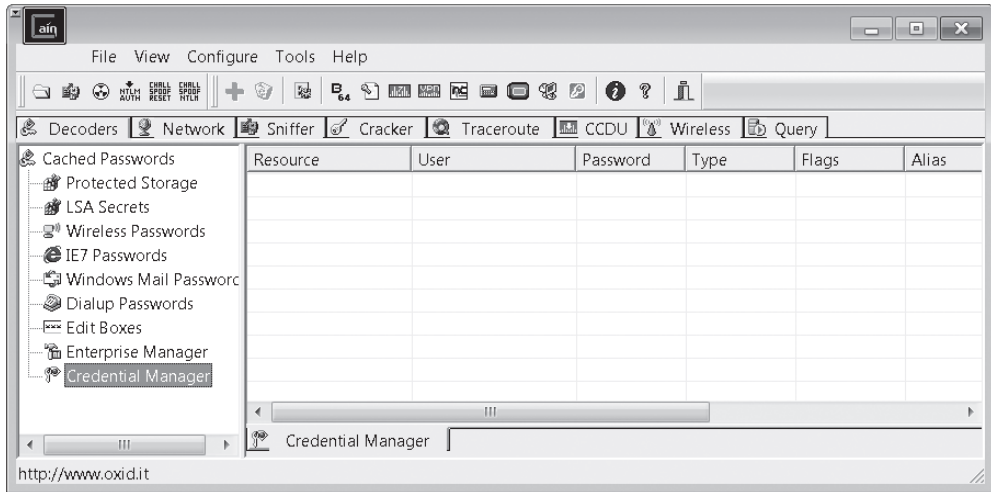 aín
File View Configure Tools Help
NTLM AUTH CHALL SPOOF RESET CHALL SPOOF NTLM B64
Decoders Network Sniffer Cracker Traceroute CCDU Wireless Query
Cached Passwords
Protected Storage
LSA Secrets
Wireless Passwords
IE7 Passwords
Windows Mail Passworc
Dialup Passwords
Edit Boxes
Enterprise Manager
Credential Manager
Resource User Password Type Flags Alias
Credential Manager
http://www.oxid.it